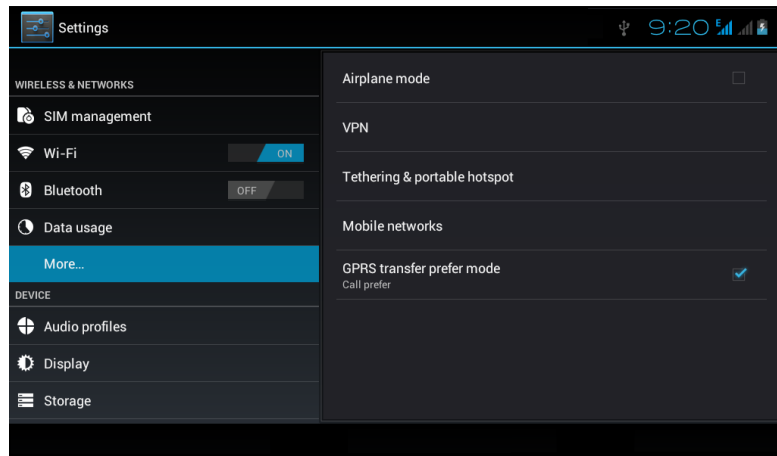 Settings
9:20
E
WIRELESS & NETWORKS
SIM management
Wi-Fi
ON
Bluetooth
OFF
Data usage
More...
DEVICE
Audio profiles
Display
Storage
Airplane mode
VPN
Tethering & portable hotspot
Mobile networks
GPRS transfer prefer mode
Call prefer